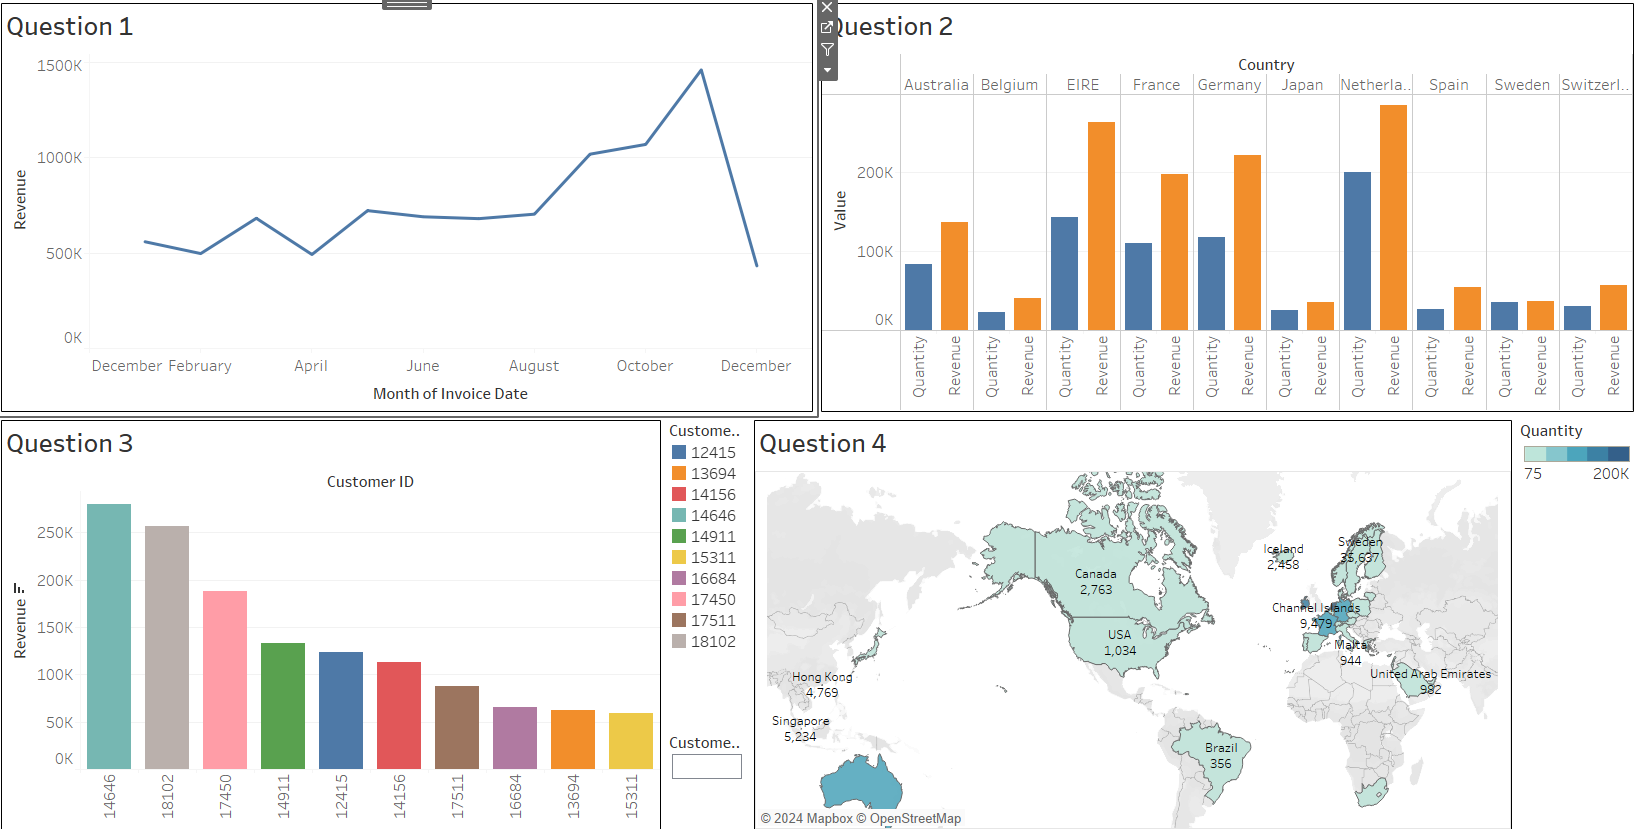 Question 1
1500K
1000K
500K
0K
Revenue
December February April June August October December
Month of Invoice Date
Question 2
Country
Australia Belgium EIRE France Germany Japan Netherla.. Spain Sweden Switzerl..
200K
100K
0K
Value
Quantity Revenue Quantity Revenue Quantity Revenue Quantity Revenue Quantity Revenue Quantity Revenue Quantity Revenue Quantity Revenue Quantity Revenue Quantity Revenue
Question 3
Customer ID
250K
200K
150K
100K
50K
0K
Revenue
14646 18102 17450 14911 12415 14156 17511 16684 13694 15311
Custome..
12415
13694
14156
14646
14911
15311
16684
17450
17511
18102
Custome..
Question 4
Iceland
2,458
Sweden
35,637
Canada
2,763
Channel Islands
9,479
USA
1,034
Malta
944
Hong Kong
4,769
United Arab Emirates
982
Singapore
5,234
Brazil
356
© 2024 Mapbox © OpenStreetMap
Quantity
75 200K